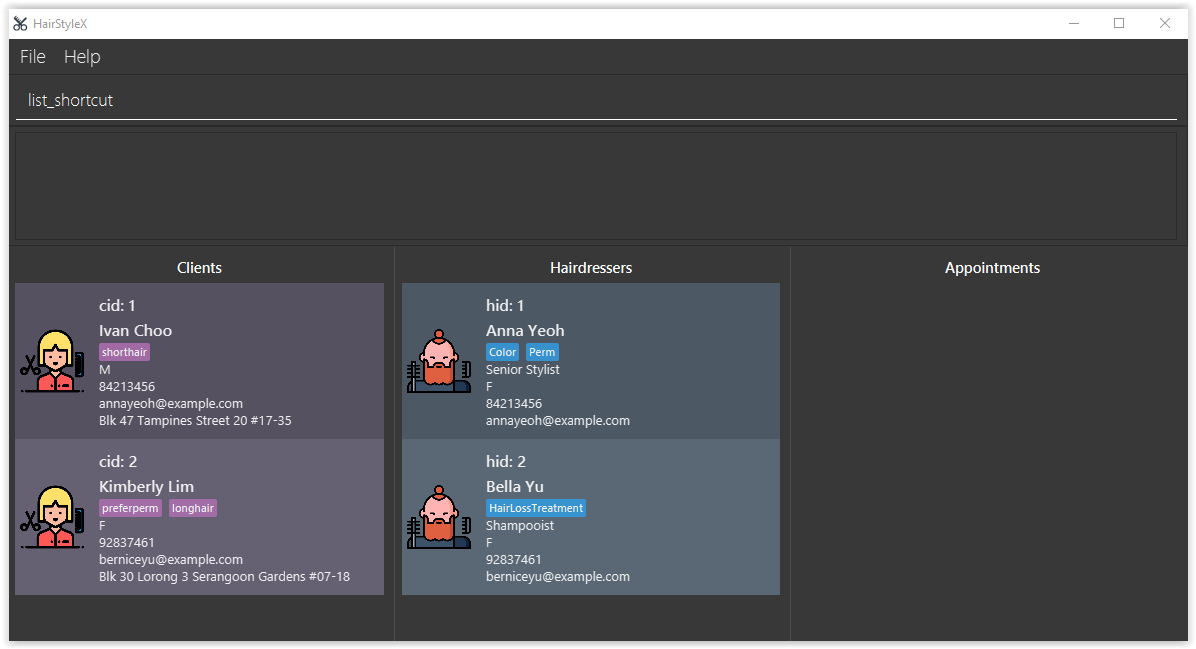 HairStyleX
File Help
list_shortcut
Clients
cid: 1
Ivan Choo
shorthair
M
84213456
annayeoh@example.com
Blk 47 Tampines Street 20 #17-35
cid: 2
Kimberly Lim
preferperm longhair
F
92837461
berniceyu@example.com
Blk 30 Lorong 3 Serangoon Gardens #07-18
Hairdressers
hid: 1
Anna Yeoh
Color Perm
Senior Stylist
F
84213456
annayeoh@example.com
hid: 2
Bella Yu
HairLossTreatment
Shampooist
F
92837461
berniceyu@example.com
Appointments